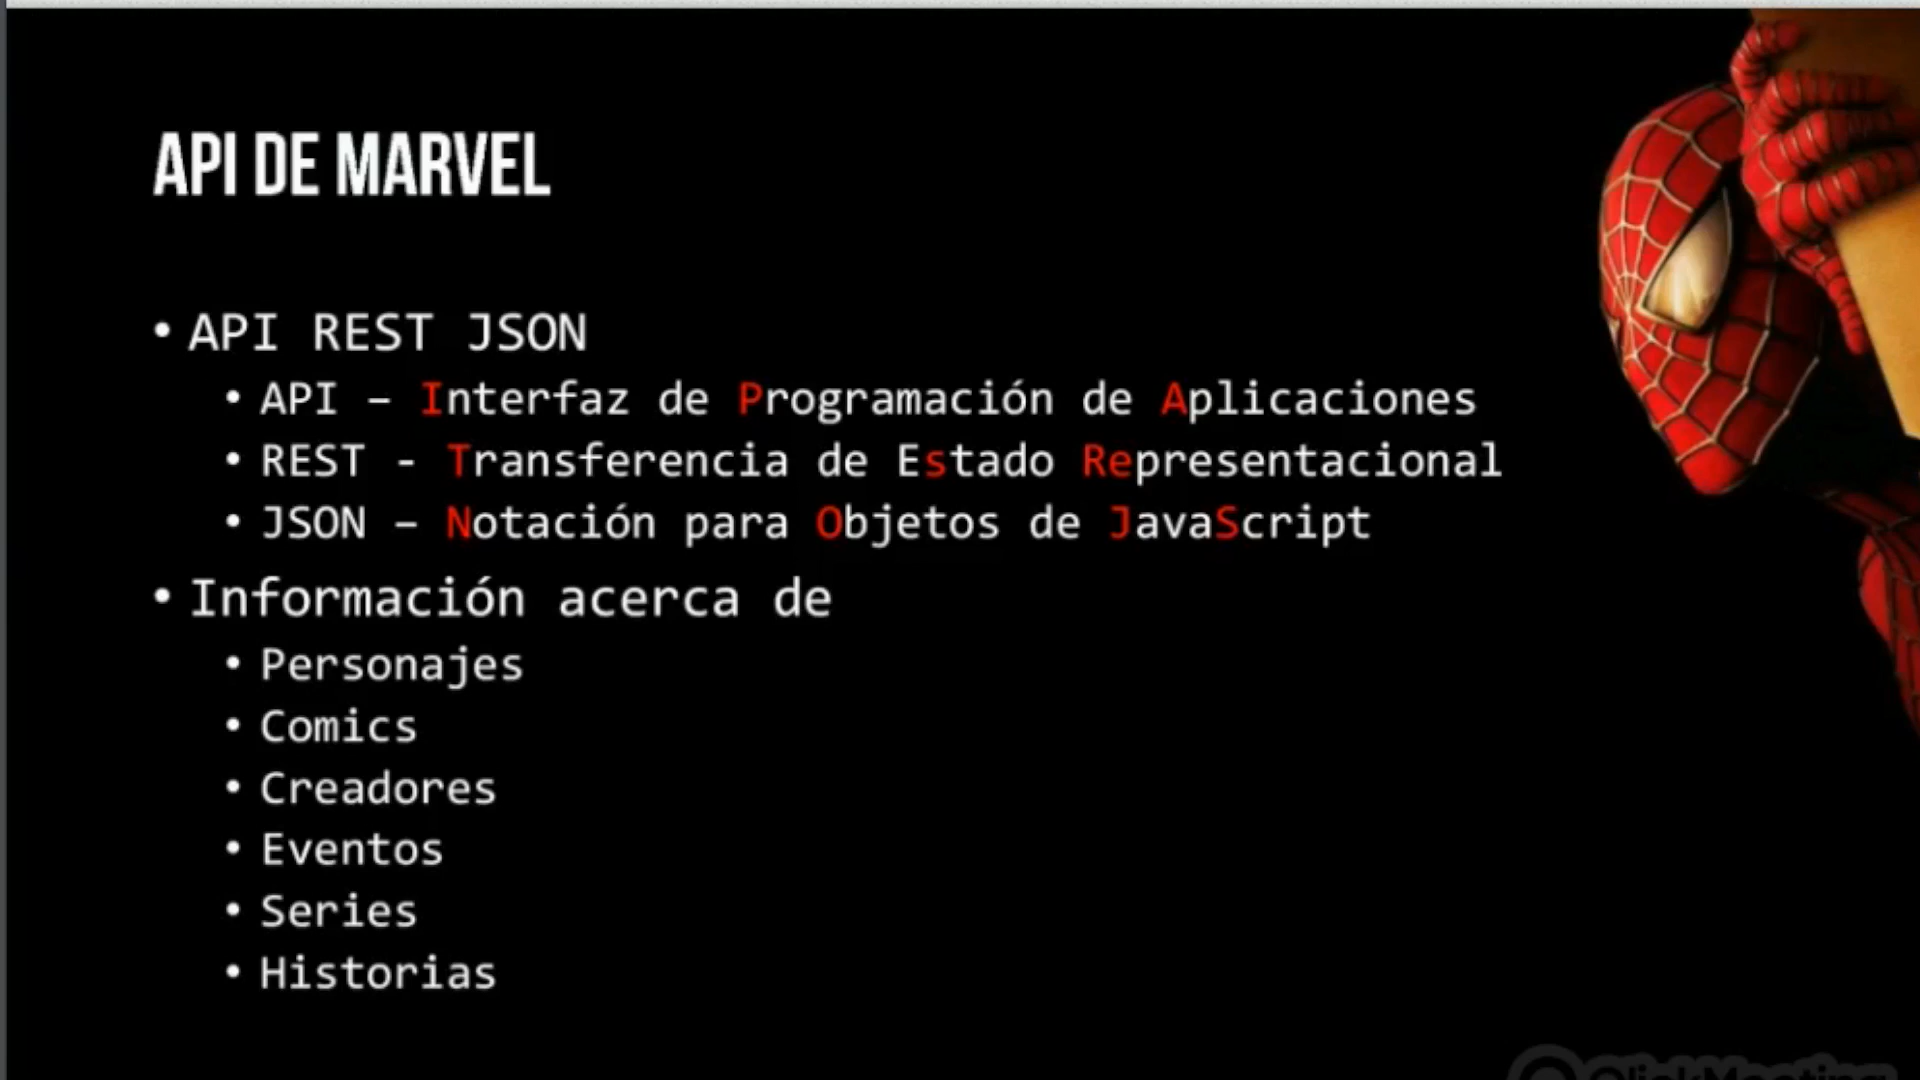 API DE MARVEL
• API REST JSON
• API – Interfaz de Programación de Aplicaciones
• REST - Transferencia de Estado Representacional
• JSON – Notación para Objetos de JavaScript
• Información acerca de
• Personajes
• Comics
• Creadores
• Eventos
• Series
• Historias